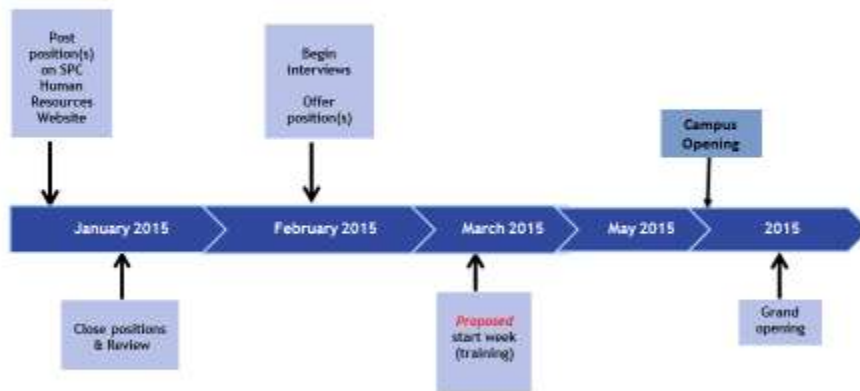 Post
position(s)
on SPC
Human
Resources
Website
Begin
Interviews
Offer
position(s)
Campus
Opening
January 2015
February 2015
March 2015
May 2015
2015
Close positions
& Review
Proposed
start week
(training)
Grand
opening